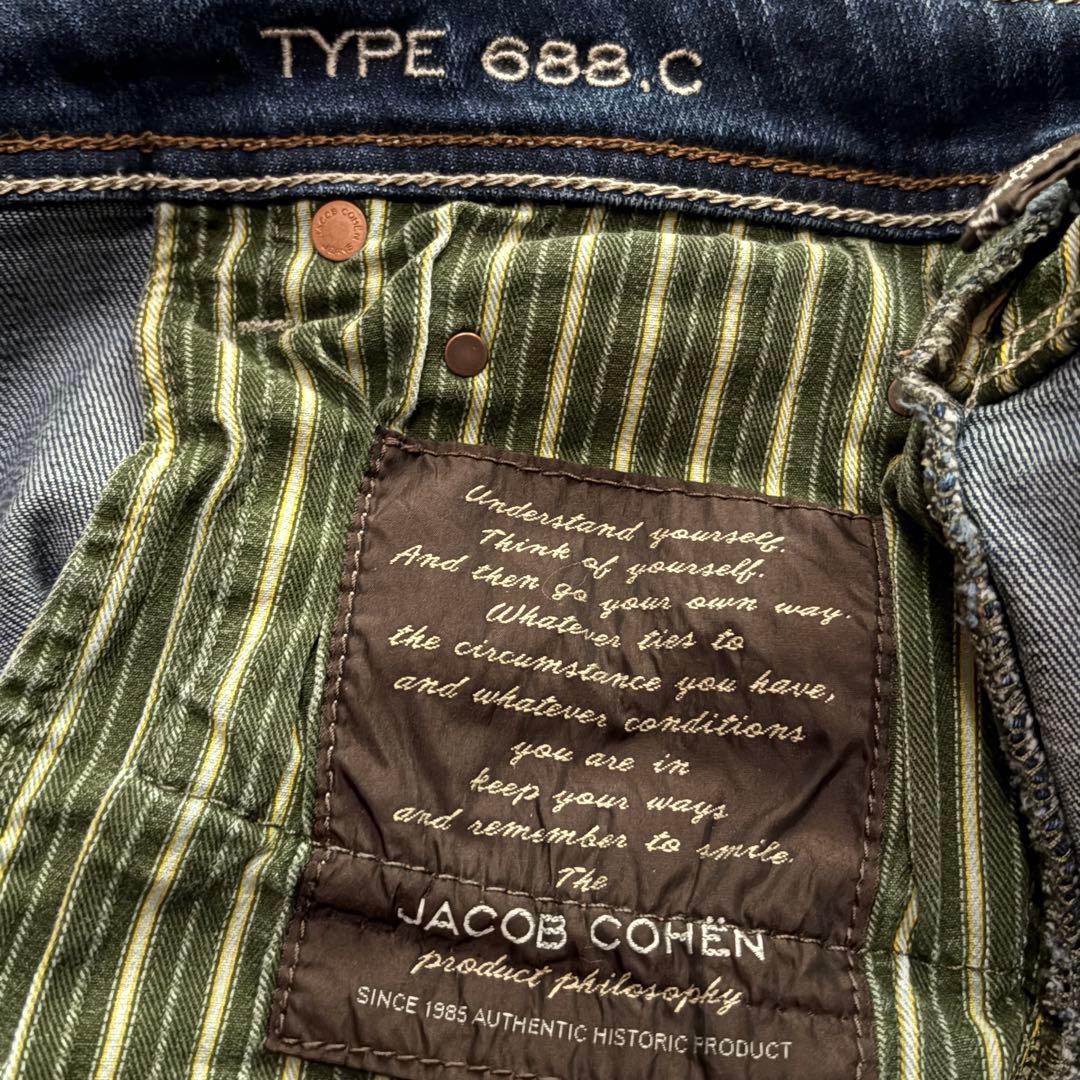 TYPE 688.C
JACOB COHËN
Understand yourself.
Think of yourself.
And then go your own way.
Whatever ties to
the circumstance you have,
and whatever conditions
you are in
keep your ways
and remember to smile.
The
JACOB COHËN
product philosophy
SINCE 1985 AUTHENTIC HISTORIC PRODUCT